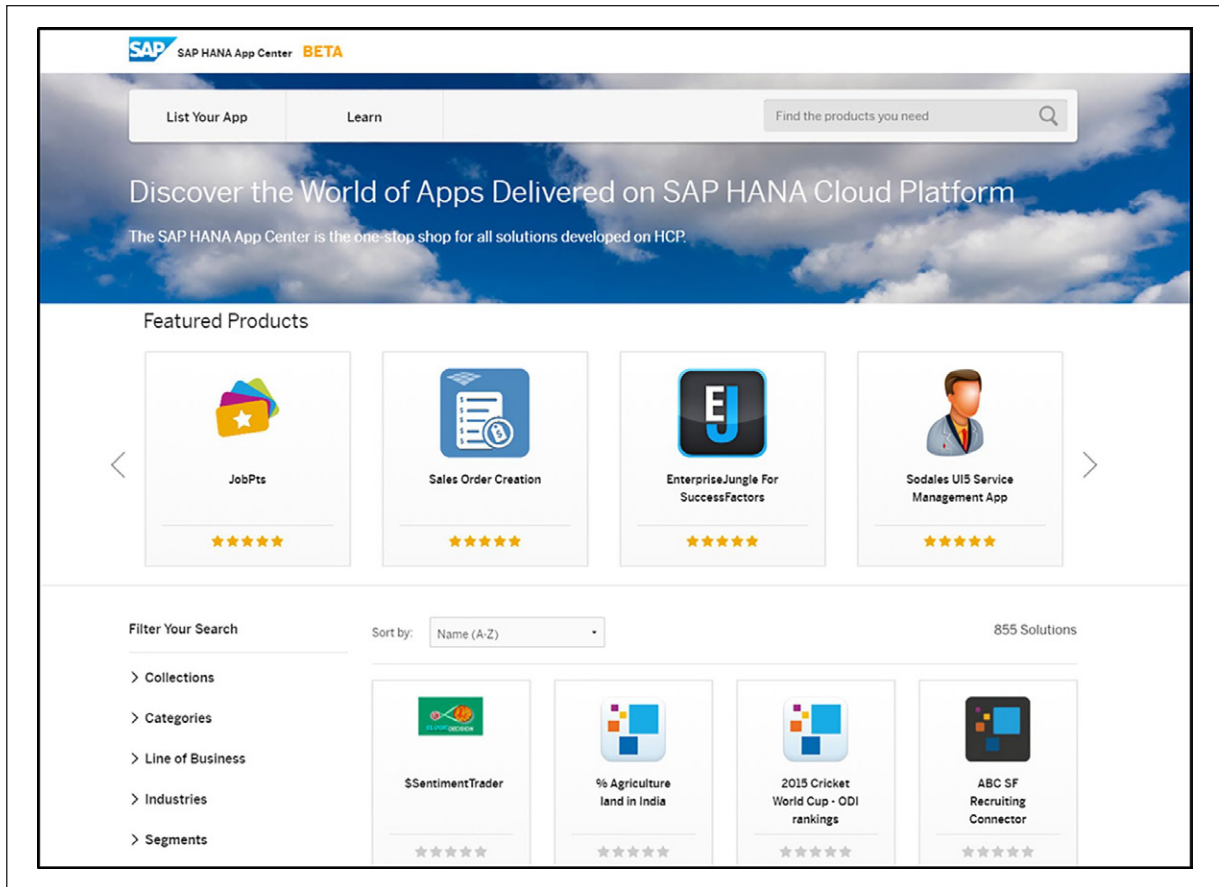 SAP SAP HANA App Center BETA
List Your App Learn Find the products you need
Discover the World of Apps Delivered on SAP HANA Cloud Platform
The SAP HANA App Center is the one-stop shop for all solutions developed on HCP.
Featured Products
EJ
JobPts
Sales Order Creation
EnterpriseJungle For
SuccessFactors
Sodales UI5 Service
Management App
Filter Your Search
Sort by: Name (A-Z) 855 Solutions
Collections
Categories
Line of Business
Industries
Segments
$SentimentTrader
% Agriculture
land in India
2015 Cricket
World Cup - ODI
rankings
ABC SF
Recruiting
Connector